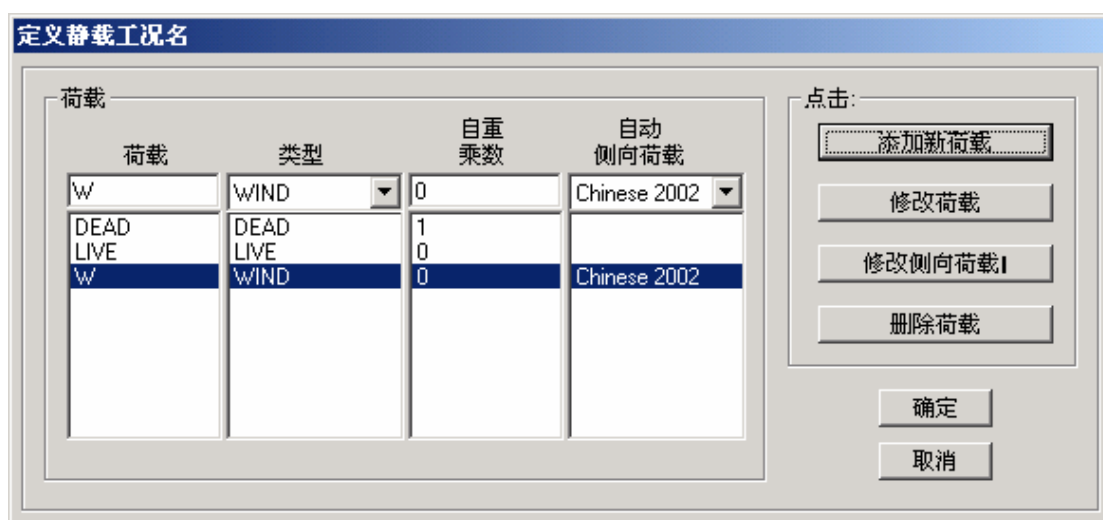 定义静载工况名
荷载
点击:
荷载 类型 自重乘数 自动侧向荷载
W WIND 0 Chinese 2002
DEAD DEAD 1
LIVE LIVE 0
W WIND 0 Chinese 2002
添加新荷载
修改荷载
修改侧向荷载
删除荷载
确定
取消